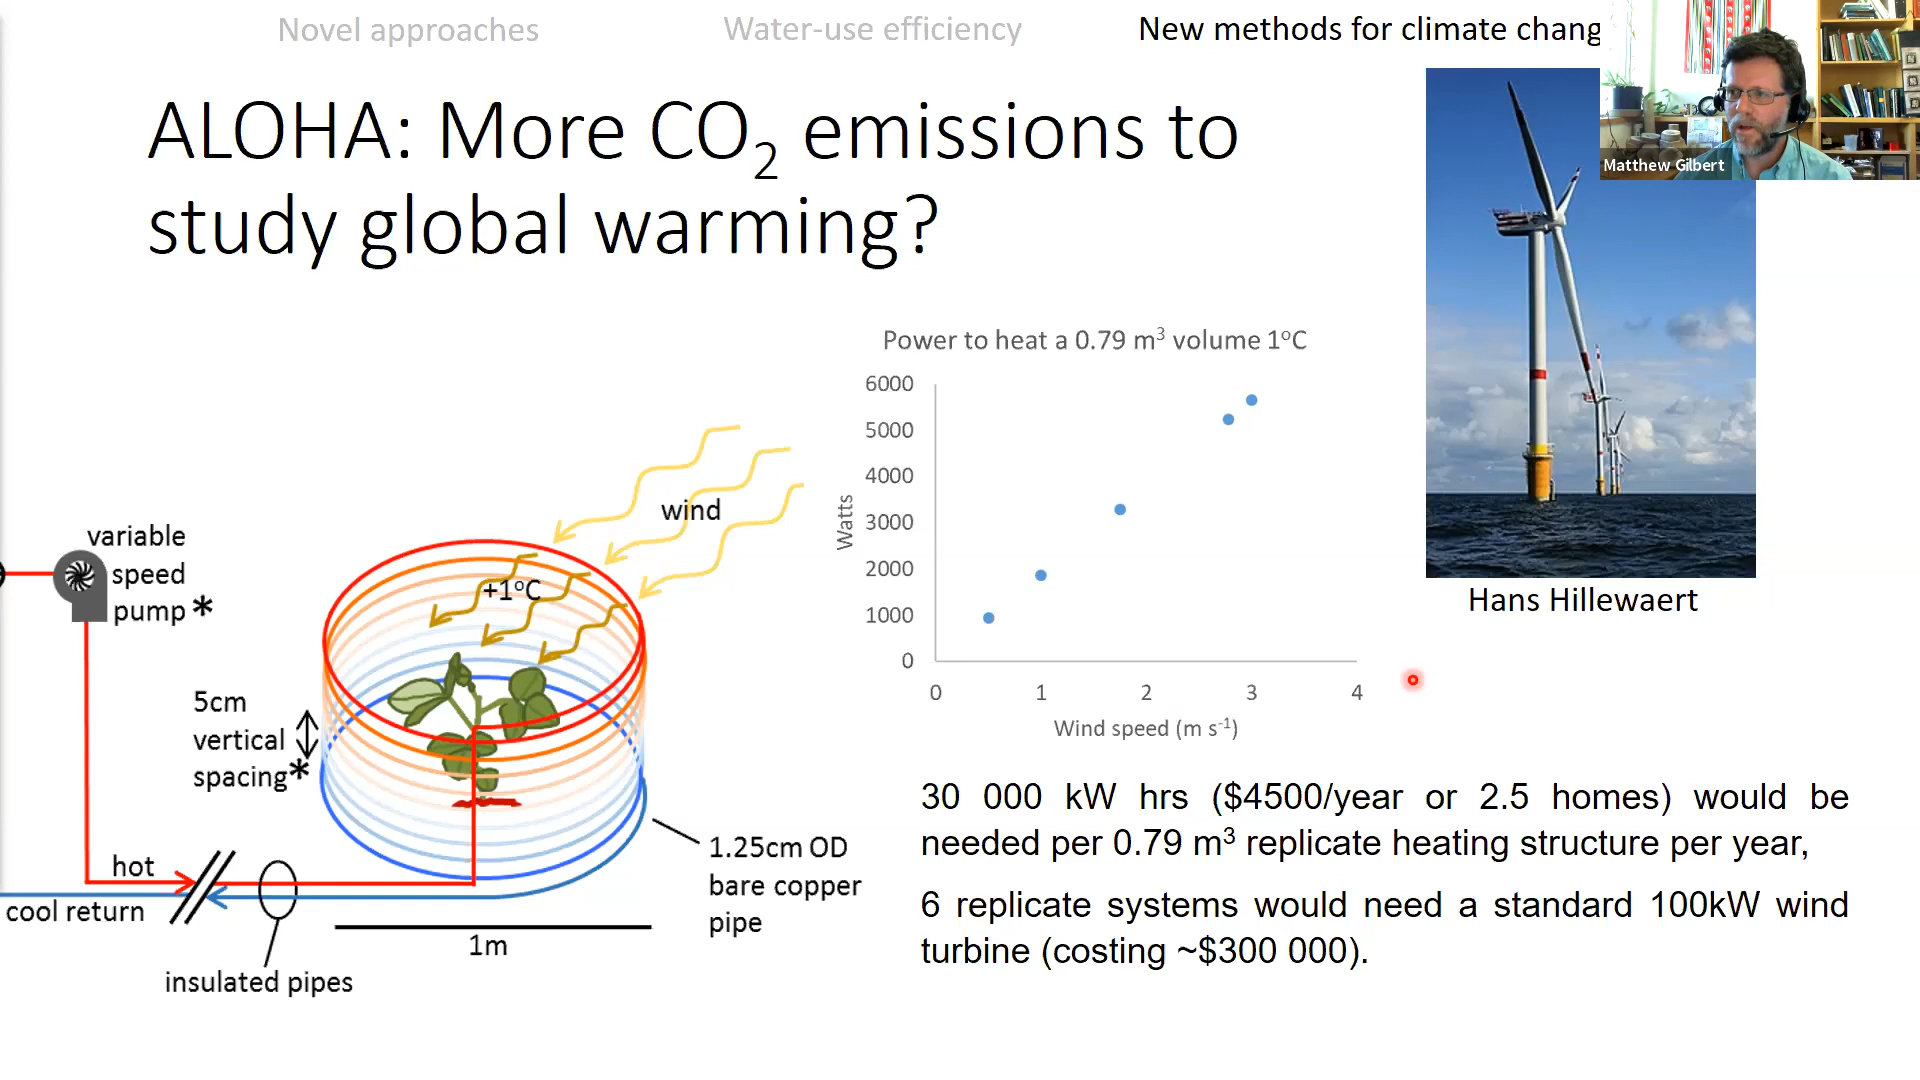 Novel approaches
Water-use efficiency
New methods for climate chang
Matthew Gilbert
ALOHA: More CO₂ emissions to
study global warming?
Hans Hillewaert
variable
speed
pump *
wind
+1°C
5cm
vertical
spacing*
hot
cool return
insulated pipes
1.25cm OD
bare copper
pipe
1m
Power to heat a 0.79 m³ volume 1°C
6000
5000
4000
3000
2000
1000
0
Watts
0 1 2 3 4
Wind speed (m s⁻¹)
30 000 kW hrs ($4500/year or 2.5 homes) would be
needed per 0.79 m³ replicate heating structure per year,
6 replicate systems would need a standard 100kW wind
turbine (costing ~$300 000).